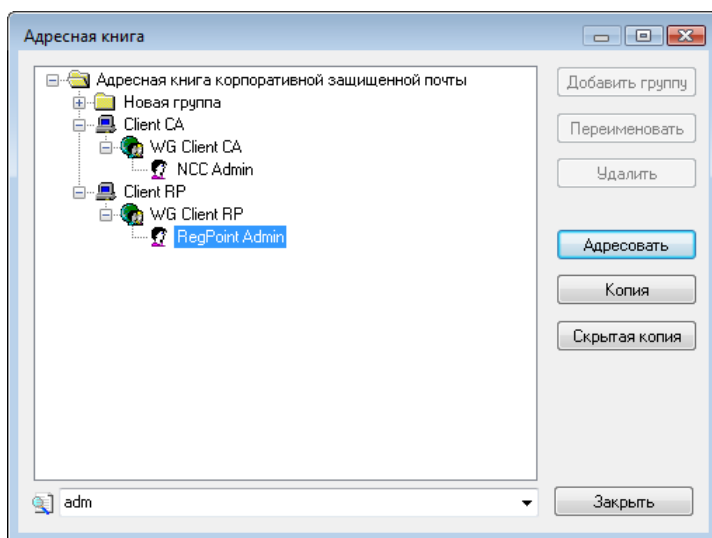 Адресная книга
Адресная книга корпоративной защищенной почты
Новая группа
Client CA
WG Client CA
NCC Admin
Client RP
WG Client RP
RegPoint Admin
Добавить группу
Переименовать
Удалить
Адресовать
Копия
Скрытая копия
adm
Закрыть